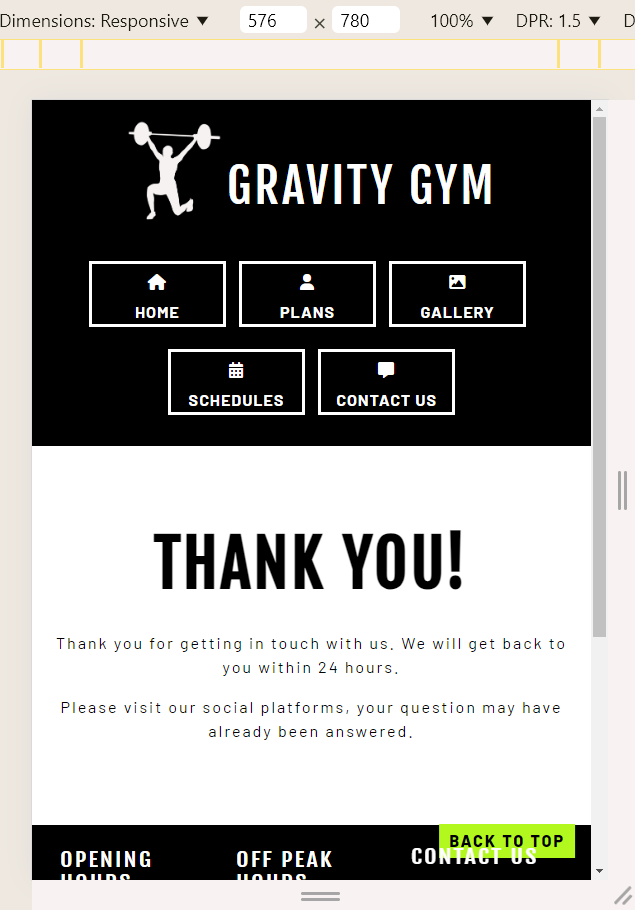 Dimensions: Responsive ▼ 576 × 780 100% ▼ DPR: 1.5 ▼ D
GRAVITY GYM
HOME PLANS GALLERY
SCHEDULES CONTACT US
THANK YOU!
Thank you for getting in touch with us. We will get back to
you within 24 hours.
Please visit our social platforms, your question may have
already been answered.
BACK TO TOP
OPENING OFF PEAK CONTACT US
HOURS HOURS